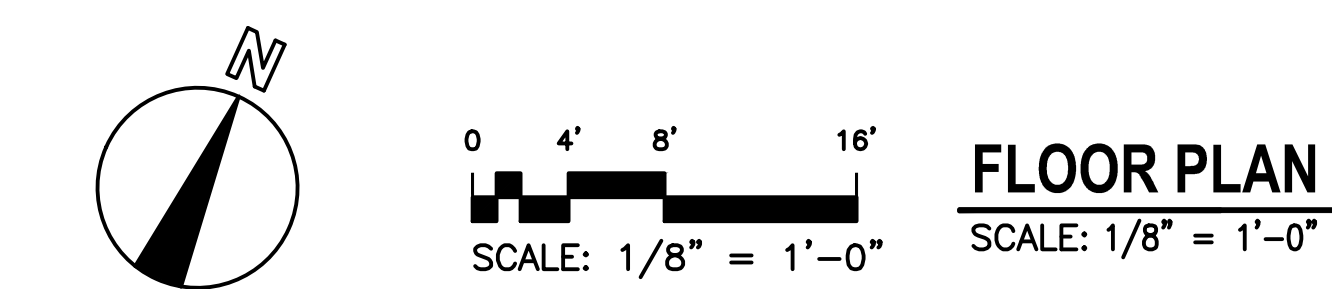 N
0 4' 8' 16'
SCALE: 1/8" = 1'-0"
FLOOR PLAN
SCALE: 1/8" = 1'-0"